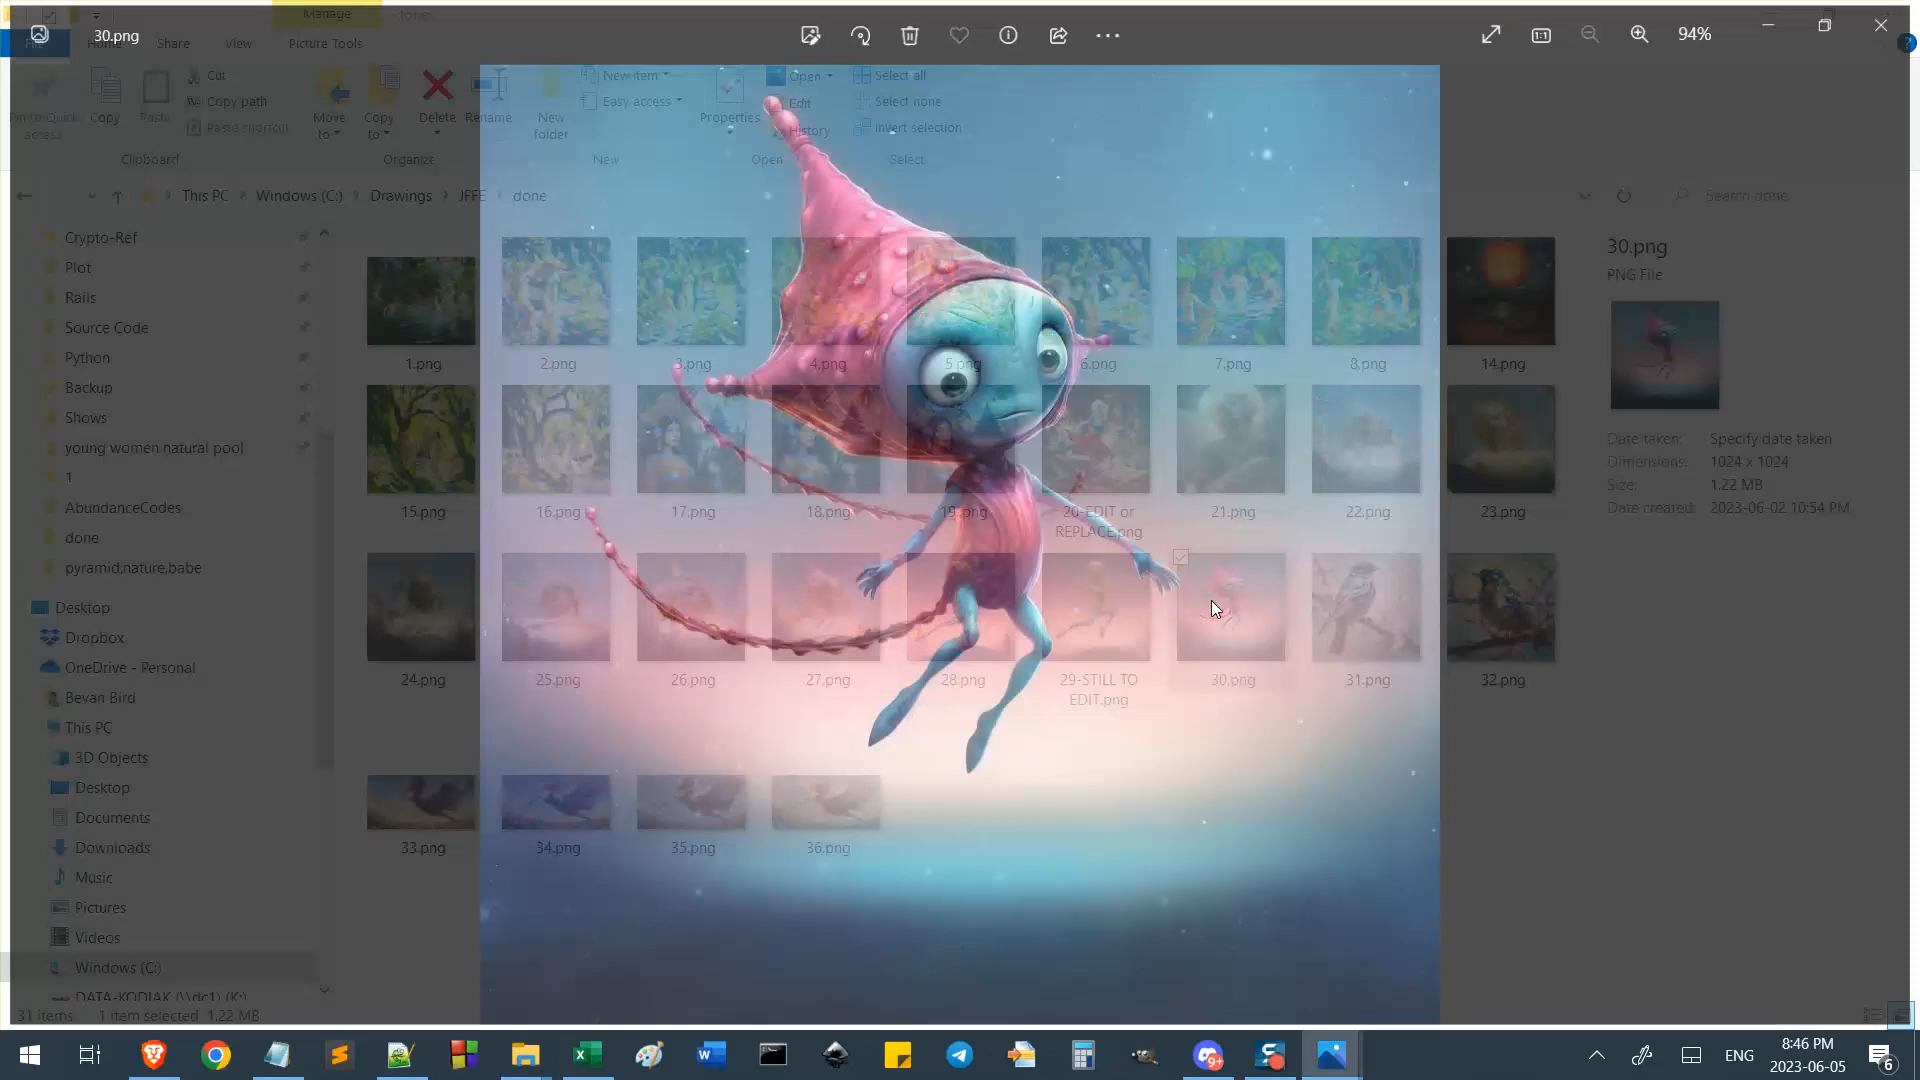 30.png
94%
Manage
Home
Share
View
Picture Tools
Cut
Copy path
Paste shortcut
Pin to Quick access
Copy
Paste
Move to
Copy to
Delete
Rename
New folder
New item
Easy access
Properties
Open
Edit
History
Select all
Select none
Invert selection
Clipboard
Organize
New
Open
Select
This PC
Windows (C:)
Drawings
JFFE
done
Search done
Crypto-Ref
Plot
Rails
Source Code
Python
Backup
Shows
young women natural pool
1
AbundanceCodes
done
pyramid,nature,babe
Desktop
Dropbox
OneDrive - Personal
Bevan Bird
This PC
3D Objects
Desktop
Documents
Downloads
Music
Pictures
Videos
Windows (C:)
DATA-KODIAK (\\dc1) (K:)
1.png
2.png
3.png
4.png
5.png
6.png
7.png
8.png
14.png
15.png
16.png
17.png
18.png
19.png
20-EDIT or
REPLACE.png
21.png
22.png
23.png
24.png
25.png
26.png
27.png
28.png
29-STILL TO
EDIT.png
30.png
31.png
32.png
33.png
34.png
35.png
36.png
30.png
PNG File
Date taken: Specify date taken
Dimensions: 1024 x 1024
Size: 1.22 MB
Date created: 2023-06-02 10:54 PM
31 items 1 item selected 1.22 MB
9+
ENG
8:46 PM
2023-06-05
6